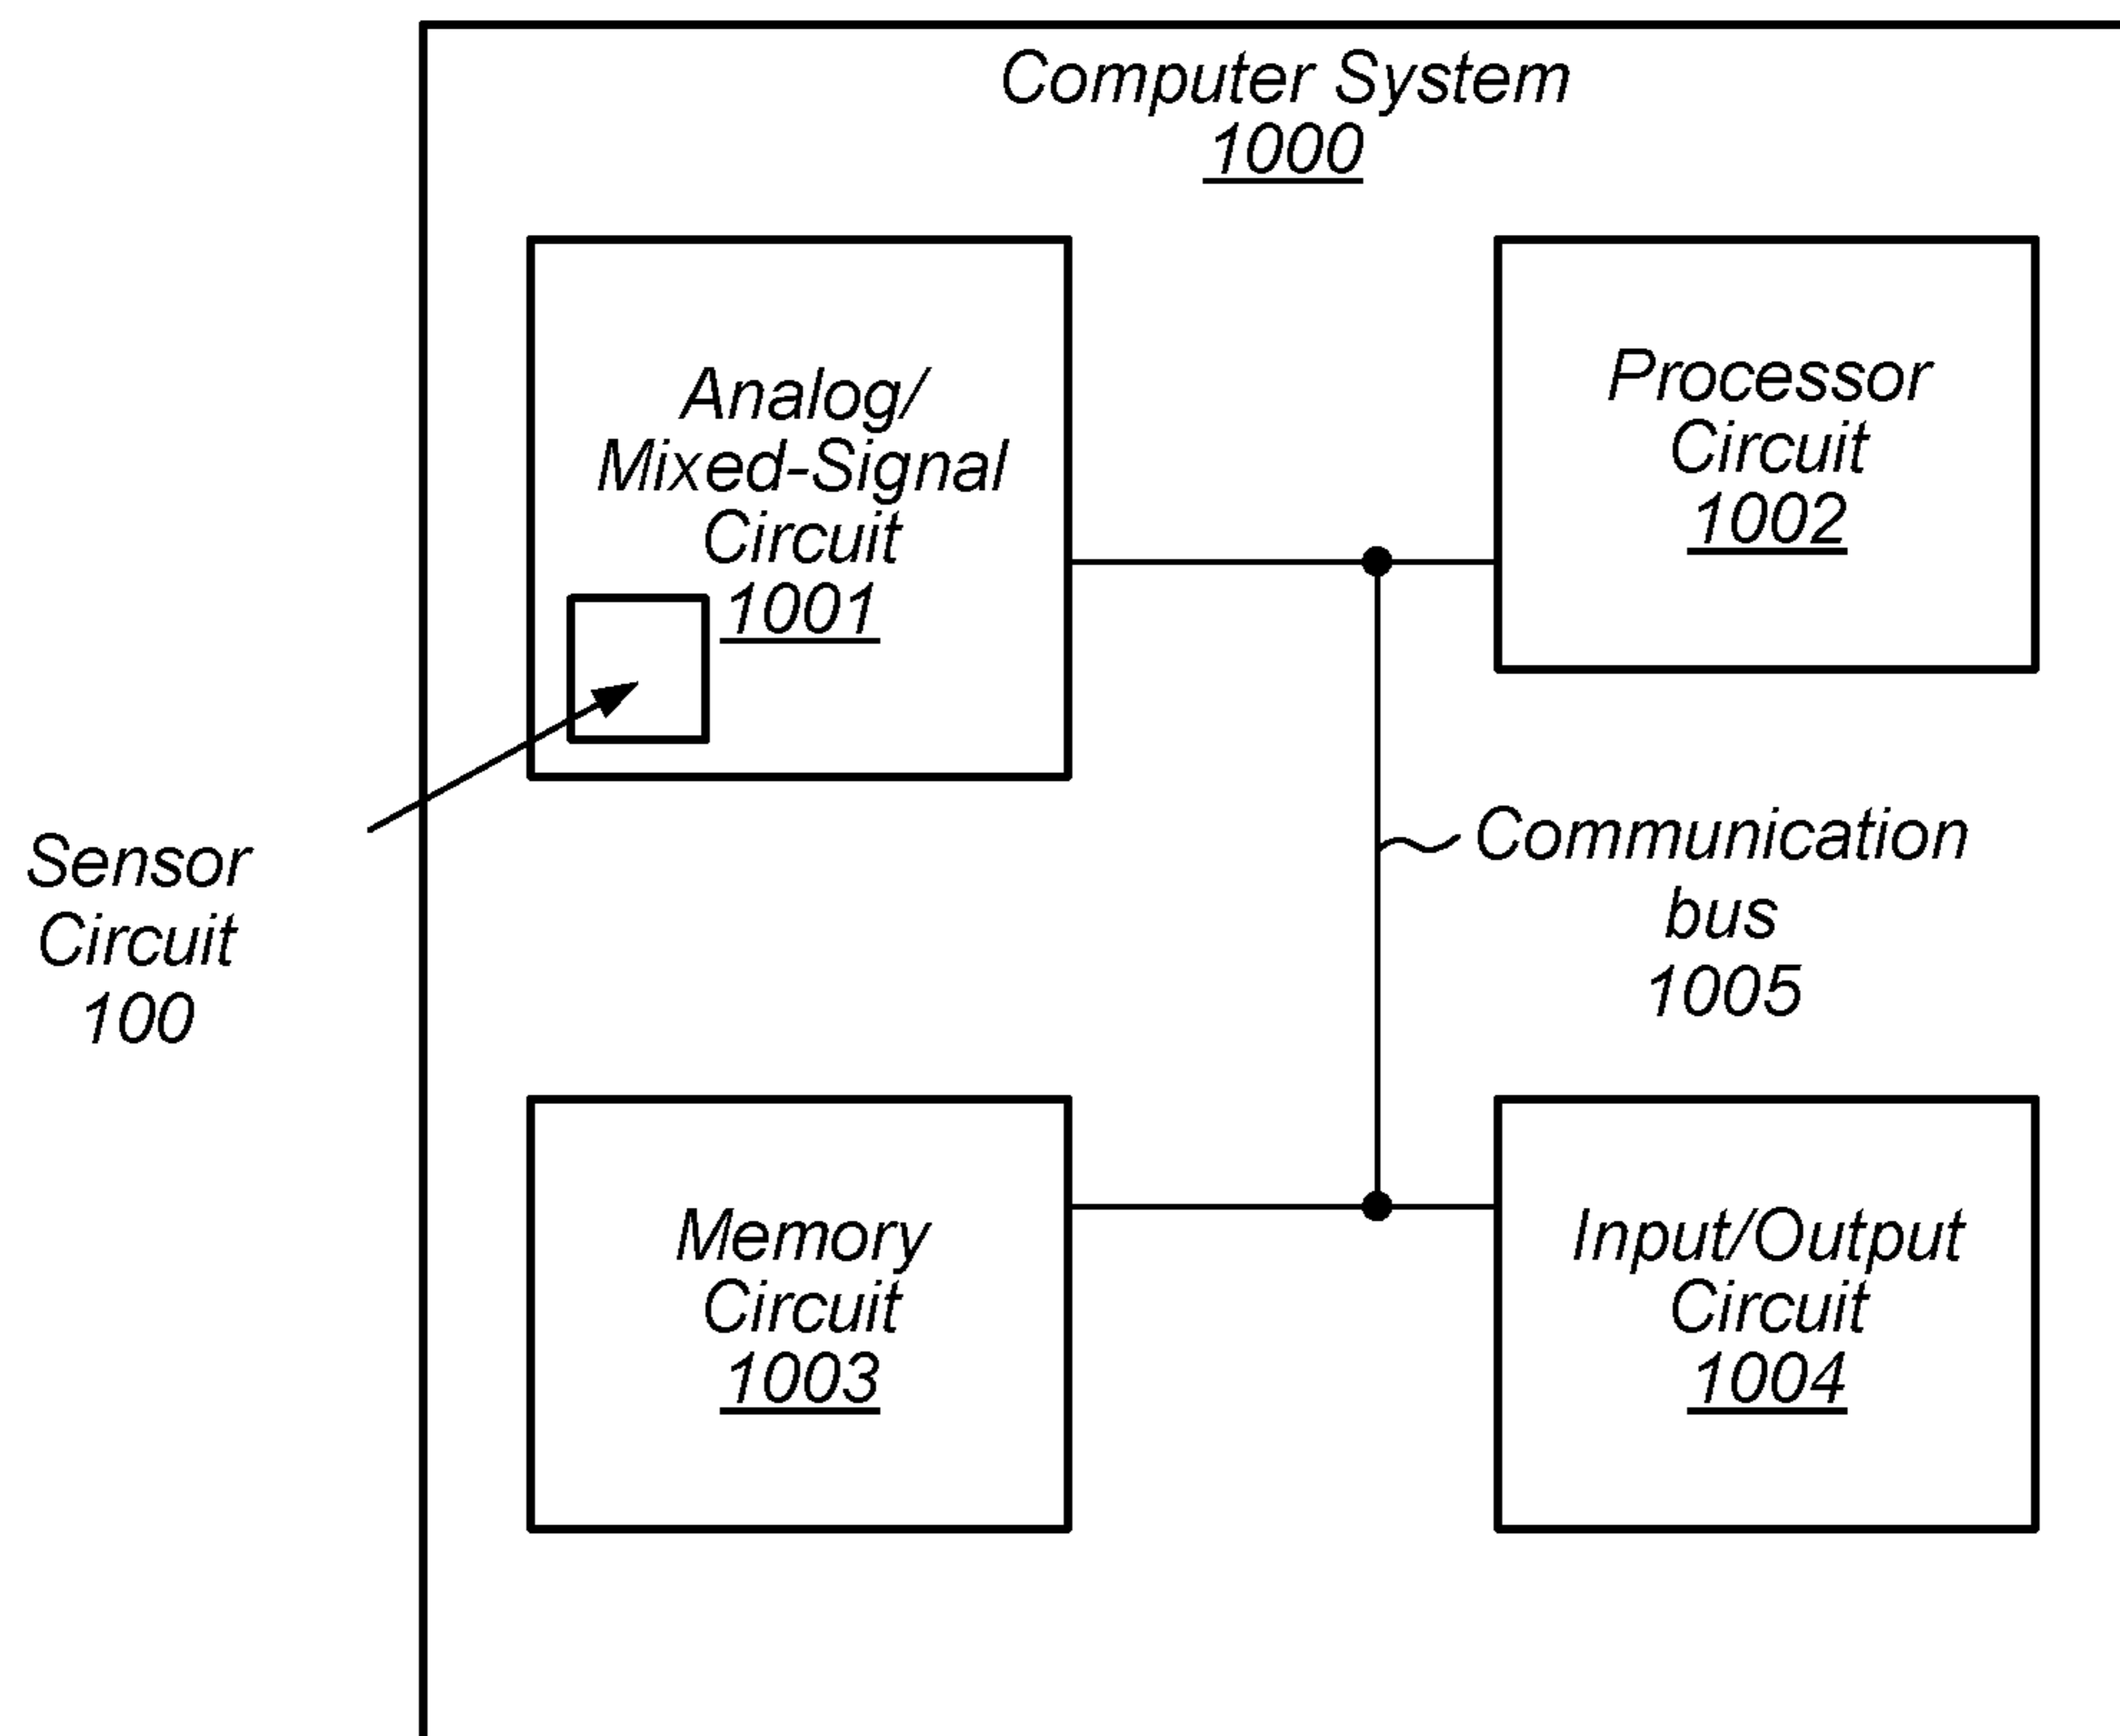 Computer System
1000
Analog/
Mixed-Signal
Circuit
1001
Processor
Circuit
1002
Sensor
Circuit
100
Communication
bus
1005
Memory
Circuit
1003
Input/Output
Circuit
1004